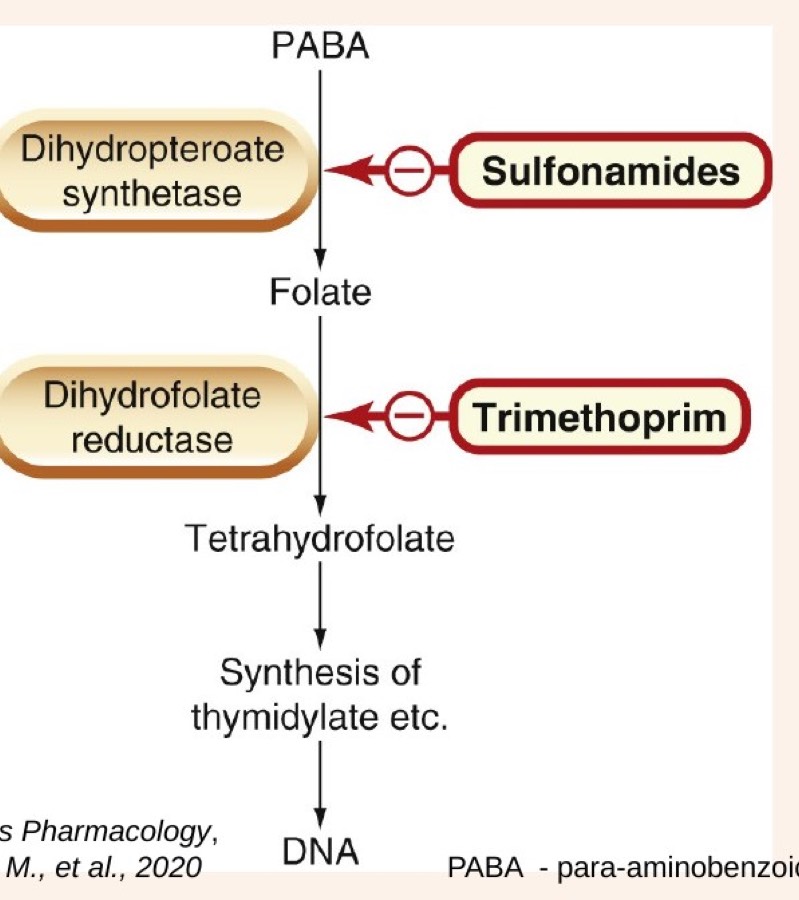 PABA
Dihydropteroate
synthetase
Sulfonamides
Folate
Dihydrofolate
reductase
Trimethoprim
Tetrahydrofolate
Synthesis of
thymidylate etc.
DNA
s Pharmacology,
M., et al., 2020
PABA - para-aminobenzoic